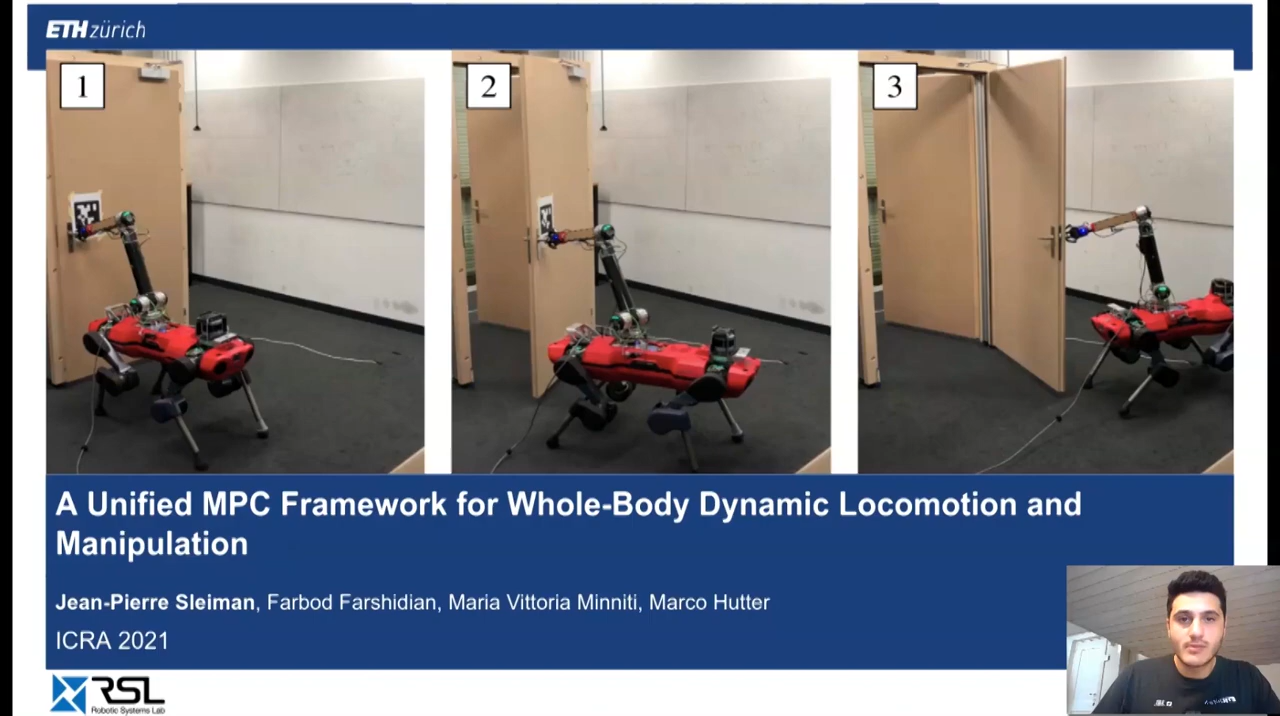 ETH zürich
1
2
3
A Unified MPC Framework for Whole-Body Dynamic Locomotion and
Manipulation
Jean-Pierre Sleiman, Farbod Farshidian, Maria Vittoria Minniti, Marco Hutter
ICRA 2021
RSL
Robotic Systems Lab